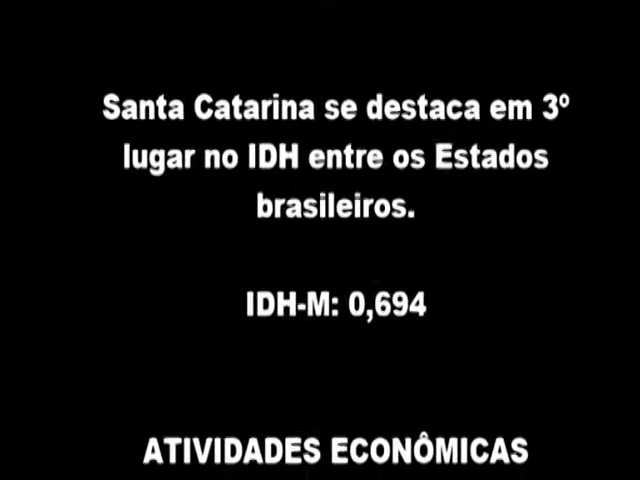 Santa Catarina se destaca em 3º
lugar no IDH entre os Estados
brasileiros.
IDH-M: 0,694
ATIVIDADES ECONÔMICAS